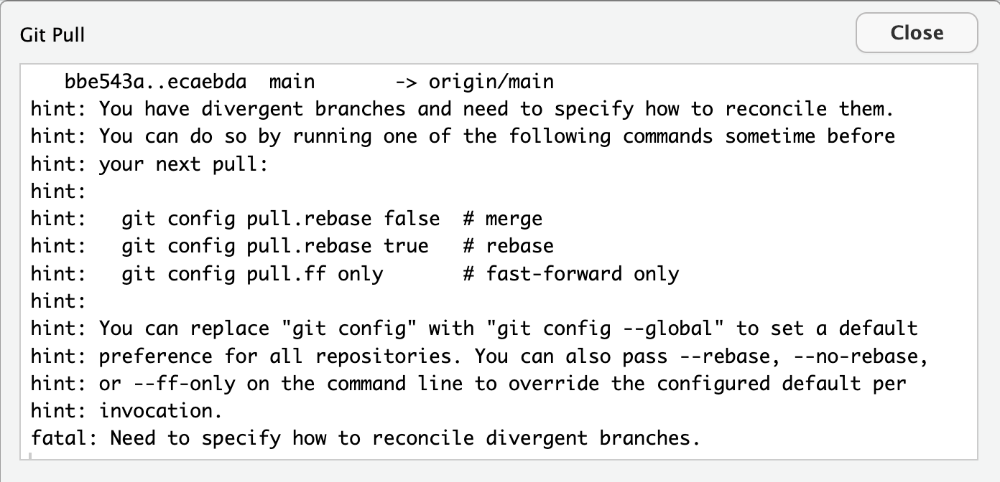 Git Pull
Close
   bbe543a..ecaebda  main       -> origin/main
hint: You have divergent branches and need to specify how to reconcile them.
hint: You can do so by running one of the following commands sometime before
hint: your next pull:
hint:
hint:   git config pull.rebase false  # merge
hint:   git config pull.rebase true   # rebase
hint:   git config pull.ff only       # fast-forward only
hint:
hint: You can replace "git config" with "git config --global" to set a default
hint: preference for all repositories. You can also pass --rebase, --no-rebase,
hint: or --ff-only on the command line to override the configured default per
hint: invocation.
fatal: Need to specify how to reconcile divergent branches.